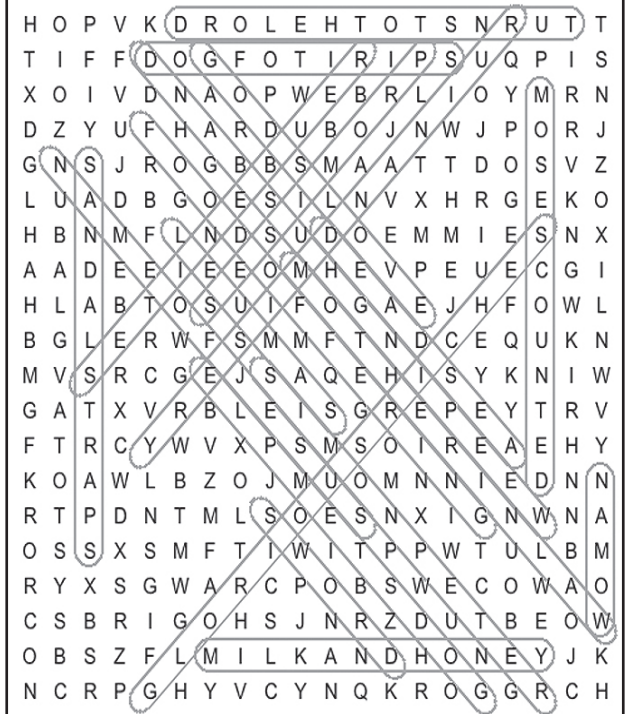 H O P V K D R O L E H T O T S N R U T T
T I F F D O G F O T I R I P S U Q P I S
X O I V D N A O P W E B R L I O Y M R N
D Z Y U F H A R D U B O J N W J P O R J
G N S J R O G B B S M A A T T D O S V Z
L U A D B G O E S I L N V X H R G E K O
H B N M F L N D S U D O E M M I E S N X
A A D E E I E E O M H E V P E U E C G I
H L A B T O S U I F O G A E J H F O W L
B G L E R W F S M M F T N D C E Q U K N
M V S R C G E J S A Q E H I S Y K N I W
G A T X V R B L E I S G R E P E Y T R V
F T R C Y W V X P S M S O I R E A E H Y
K O A W L B Z O J M U O M N N I E D N N
R T P D N T M L S O E S N X I G N W N A
O S S X S M F T I W I T P P W T U L B M
R Y X S G W A R C P O B S W E C O W A O
C S B R I G O H S J N R Z D U T B E O W
O B S Z F L M I L K A N D H O N E Y J K
N C R P G H Y V C Y N Q K R O G G R C H